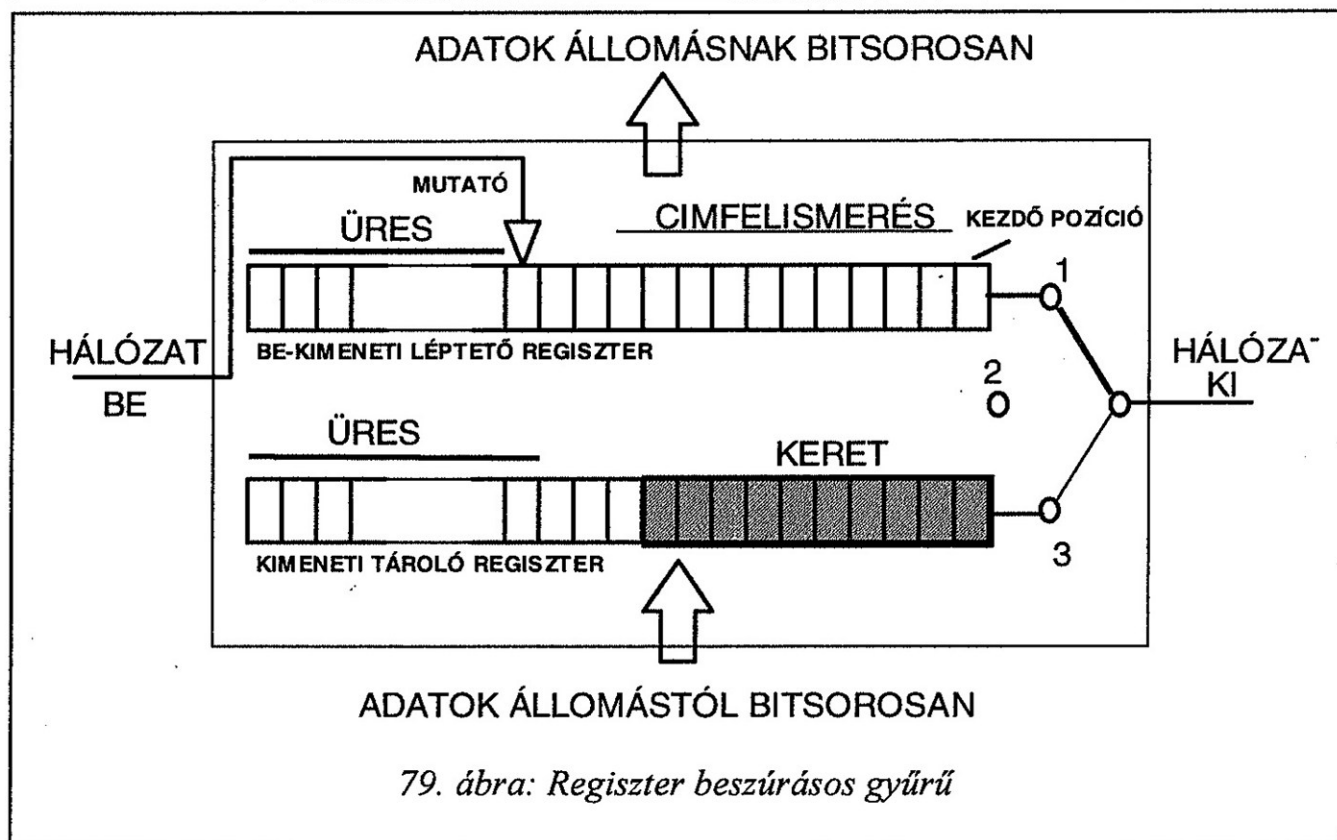 ADATOK ÁLLOMÁSNAK BITSOROSAN
MUTATÓ
CIMFELISMERÉS
KEZDŐ POZÍCIÓ
ÜRES
1
BE-KIMENETI LÉPTETŐ REGISZTER
HÁLÓZAT
BE
2
HÁLÓZA
KI
ÜRES
KERET
KIMENETI TÁROLÓ REGISZTER
3
ADATOK ÁLLOMÁSTÓL BITSOROSAN
79. ábra: Regiszter beszúrásos gyűrű